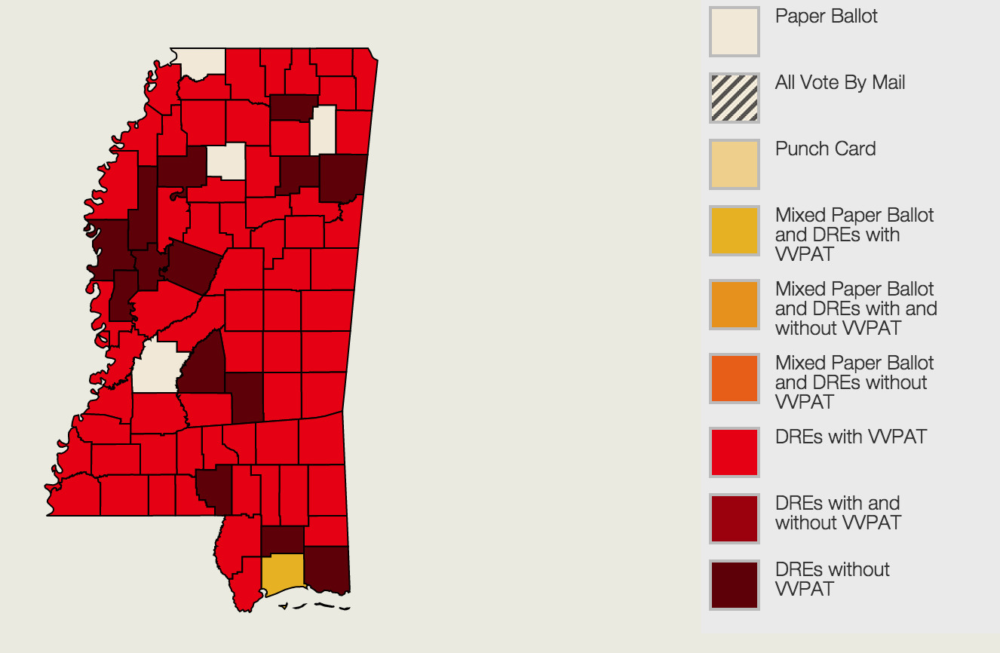 Paper Ballot
All Vote By Mail
Punch Card
Mixed Paper Ballot
and DREs with
VVPAT
Mixed Paper Ballot
and DREs with and
without VVPAT
Mixed Paper Ballot
and DREs without
VVPAT
DREs with VVPAT
DREs with and
without VVPAT
DREs without
VVPAT